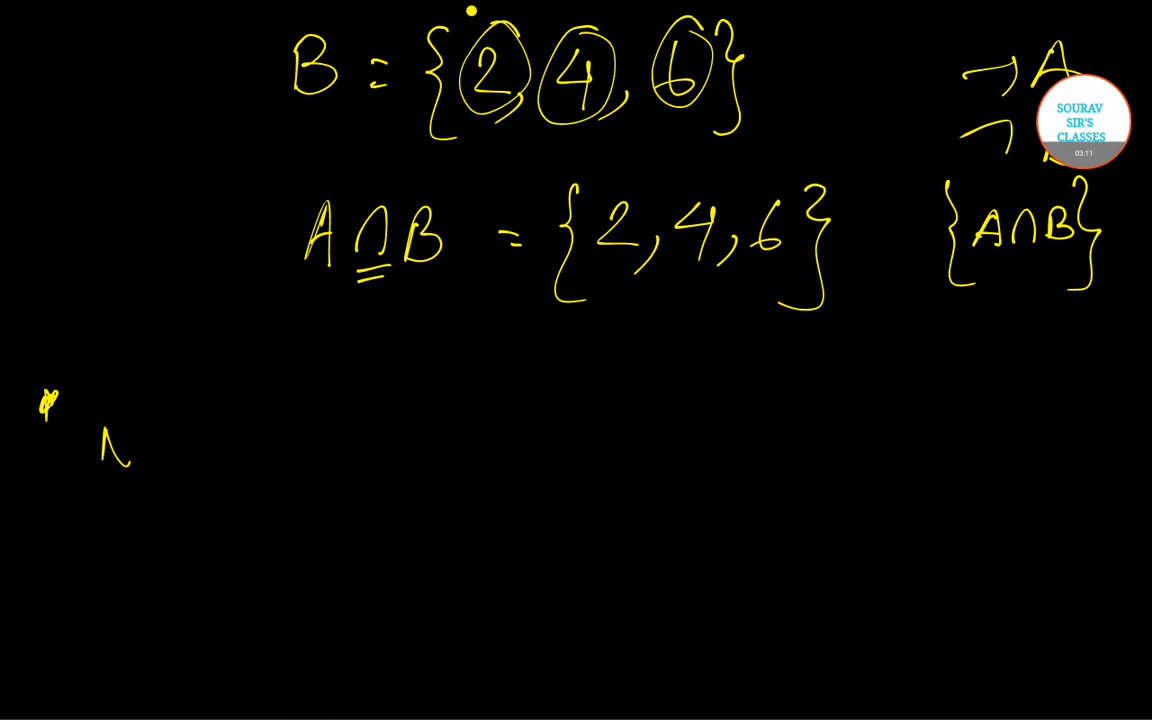 B = {2, 4, 6}
→ A
SOURAV
SIR'S
CLASSES
03:11
A∩B = {2, 4, 6}
{A∩B}
*